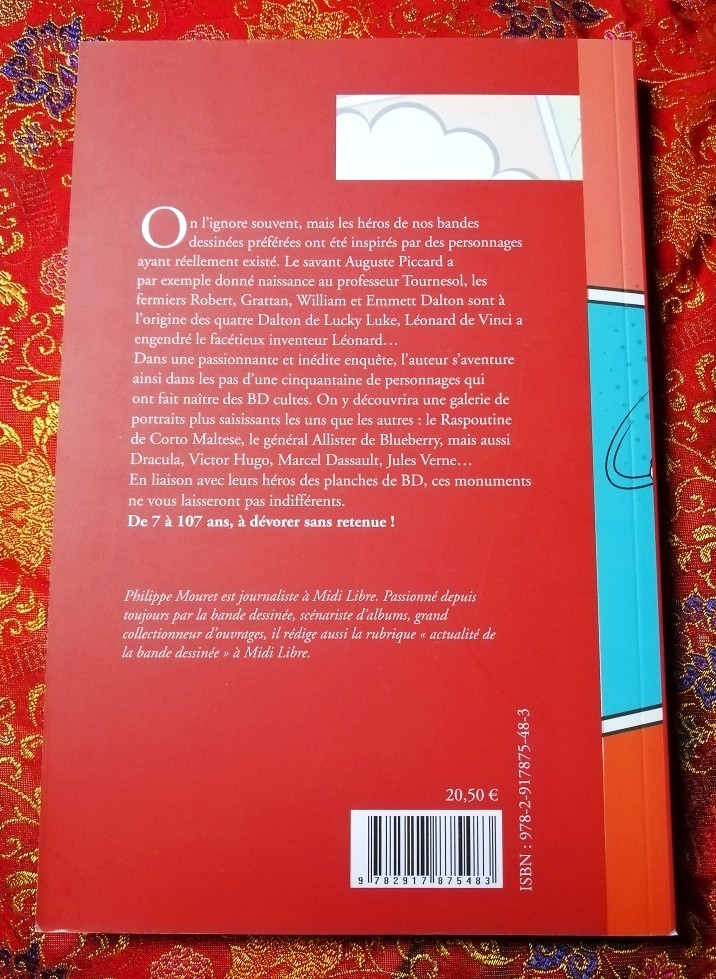 On l'ignore souvent, mais les héros de nos bandes
dessinées préférées ont été inspirés par des personnages
ayant réellement existé. Le savant Auguste Piccard a
par exemple donné naissance au professeur Tournesol, les
fermiers Robert, Grattan, William et Emmett Dalton sont à
l'origine des quatre Dalton de Lucky Luke, Léonard de Vinci a
engendré le facétieux inventeur Léonard…
Dans une passionnante et inédite enquête, l'auteur s'aventure
ainsi dans les pas d'une cinquantaine de personnages qui
ont fait naître des BD cultes. On y découvrira une galerie de
portraits plus saisissants les uns que les autres : le Raspoutine
de Corto Maltese, le général Allister de Blueberry, mais aussi
Dracula, Victor Hugo, Marcel Dassault, Jules Verne…
En liaison avec leurs héros des planches de BD, ces monuments
ne vous laisseront pas indifférents.
De 7 à 107 ans, à dévorer sans retenue !
Philippe Mouret est journaliste à Midi Libre. Passionné depuis
toujours par la bande dessinée, scénariste d'albums, grand
collectionneur d'ouvrages, il rédige aussi la rubrique « actualité de
la bande dessinée » à Midi Libre.
20,50 €
9 782917 875483
ISBN : 978-2-917875-48-3